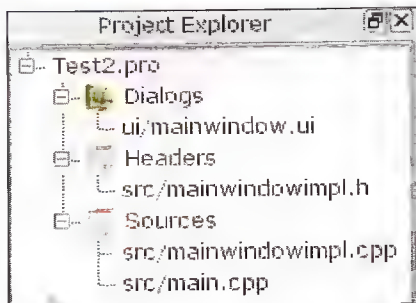 Project Explorer
Test2.pro
Dialogs
ui/mainwindow.ui
Headers
src/mainwindowimpl.h
Sources
src/mainwindowimpl.cpp
src/main.cpp